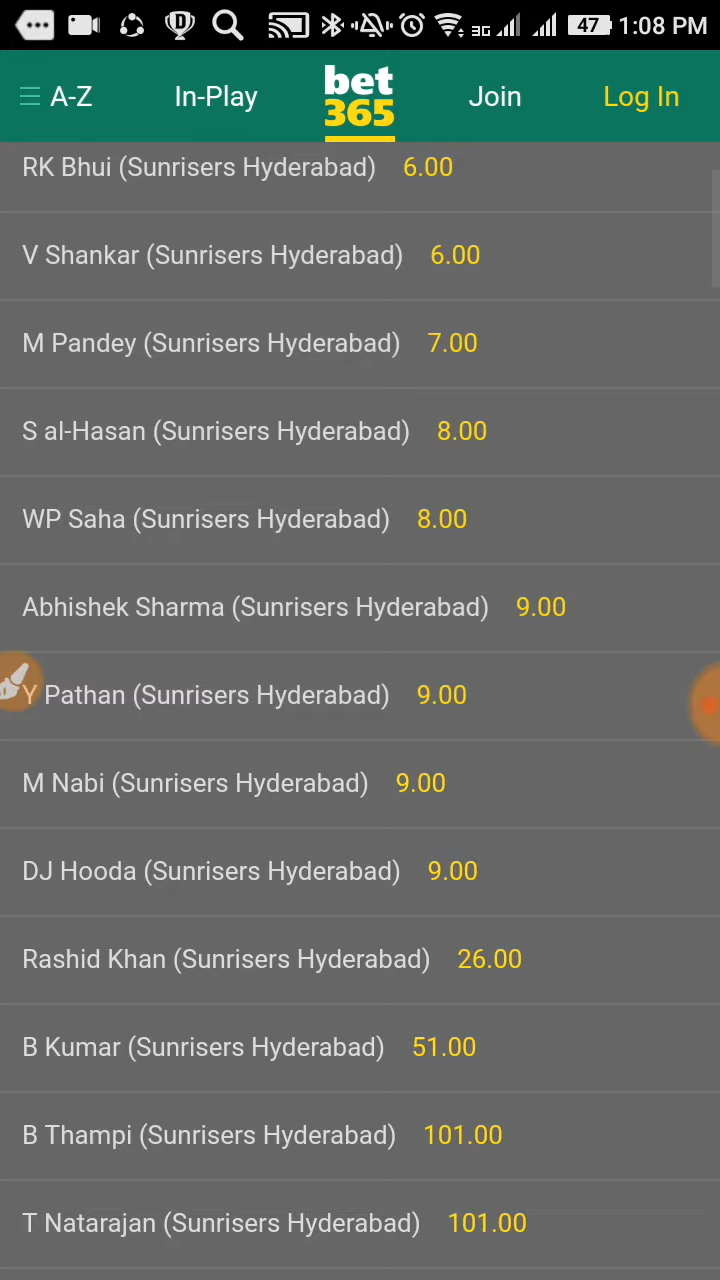 3G 47 1:08 PM
A-Z In-Play bet365 Join Log In
RK Bhui (Sunrisers Hyderabad) 6.00
V Shankar (Sunrisers Hyderabad) 6.00
M Pandey (Sunrisers Hyderabad) 7.00
S al-Hasan (Sunrisers Hyderabad) 8.00
WP Saha (Sunrisers Hyderabad) 8.00
Abhishek Sharma (Sunrisers Hyderabad) 9.00
Y Pathan (Sunrisers Hyderabad) 9.00
M Nabi (Sunrisers Hyderabad) 9.00
DJ Hooda (Sunrisers Hyderabad) 9.00
Rashid Khan (Sunrisers Hyderabad) 26.00
B Kumar (Sunrisers Hyderabad) 51.00
B Thampi (Sunrisers Hyderabad) 101.00
T Natarajan (Sunrisers Hyderabad) 101.00